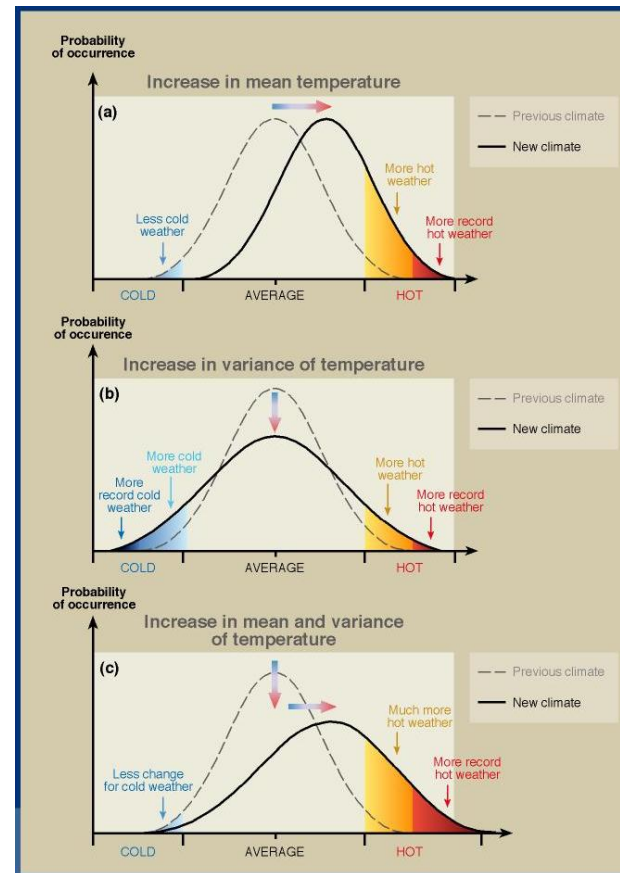 Probability
of occurrence
Increase in mean temperature
(a)
Previous climate
New climate
More hot
weather
Less cold
weather
More record
hot weather
COLD
AVERAGE
HOT
Probability
of occurence
Increase in variance of temperature
(b)
Previous climate
New climate
More cold
weather
More
record cold
weather
More hot
weather
More record
hot weather
COLD
AVERAGE
HOT
Probability
of occurrence
Increase in mean and variance
of temperature
(c)
Previous climate
New climate
Much more
hot weather
Less change
for cold weather
More record
hot weather
COLD
AVERAGE
HOT